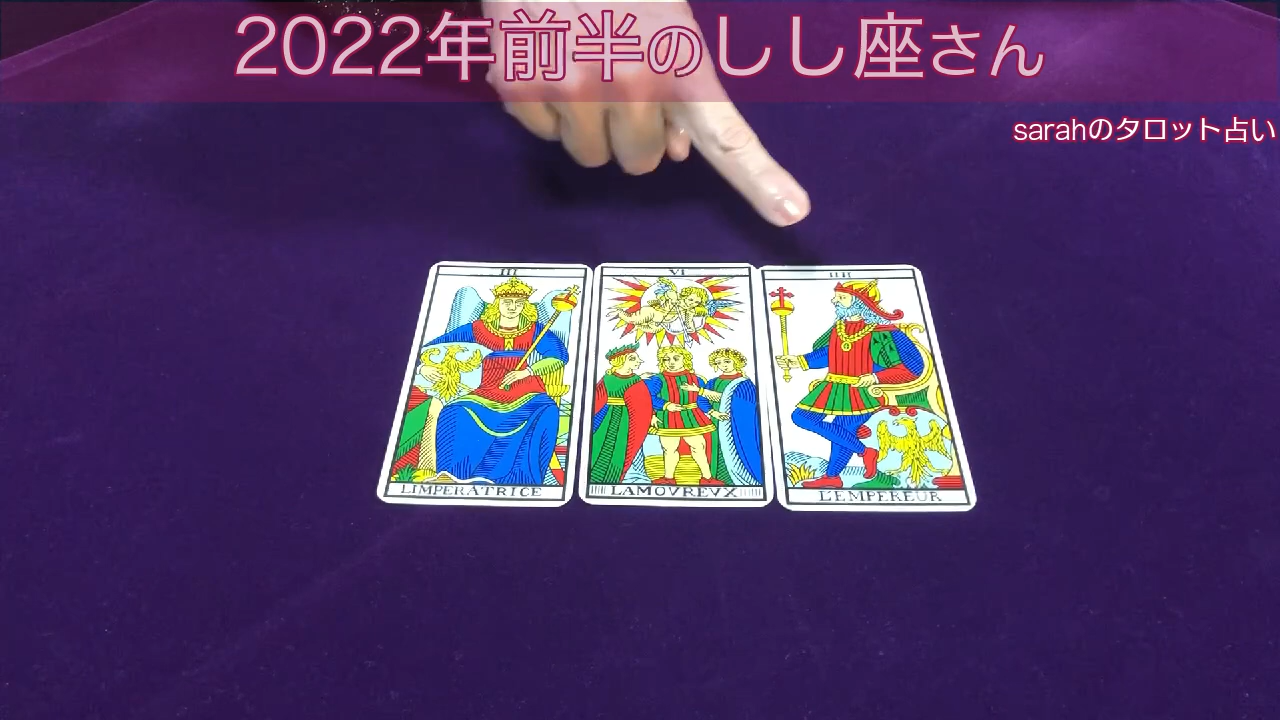 2022年前半のしし座さん
sarahのタロット占い
III
VI
IIII
LIMPERATRICE
LAMOVREVX
L'EMPEREUR